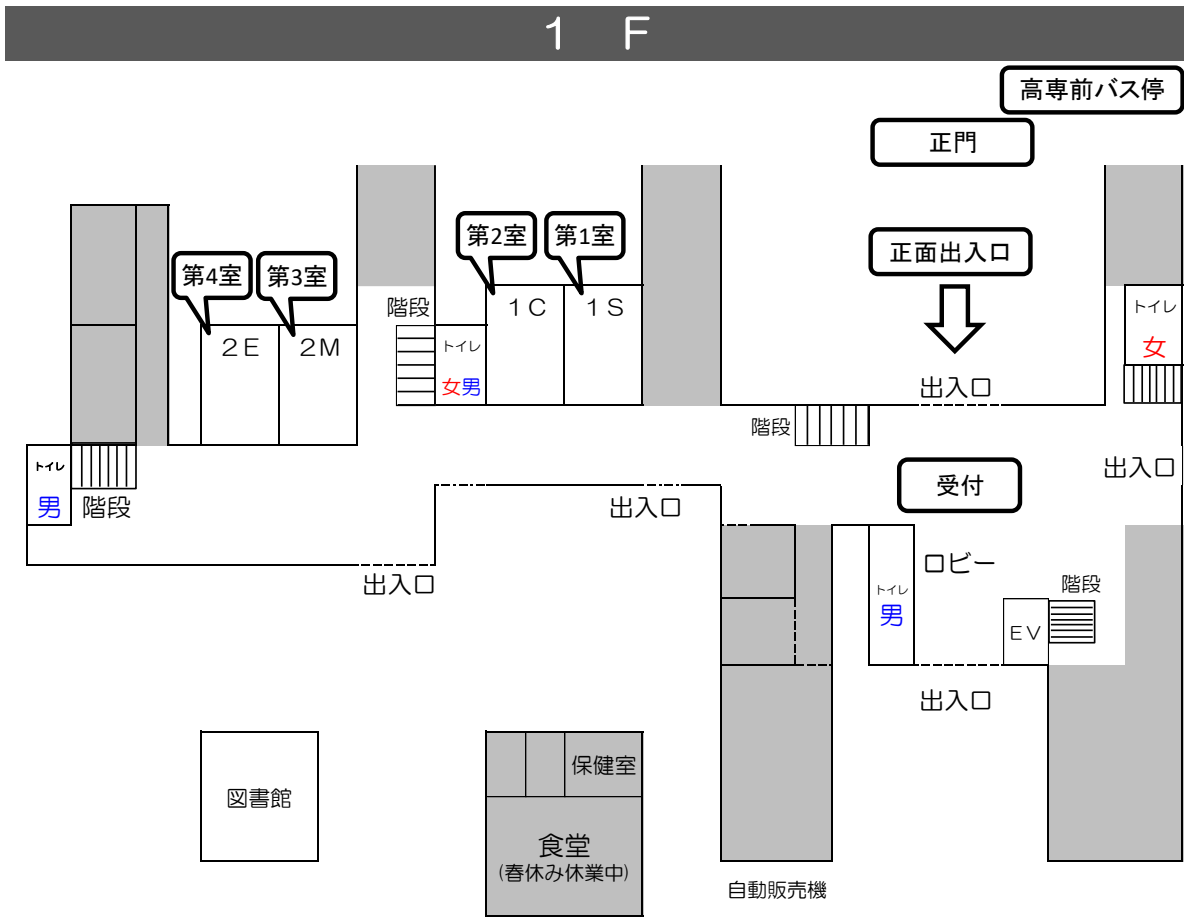 1 F
高専前バス停
正門
第2室
第1室
正面出入口
第4室
第3室
階段
1C
1S
トイレ
2E
2M
トイレ
女
女男
出入口
階段
トイレ
男
階段
受付
出入口
出入口
ロビー
出入口
階段
トイレ
男
EV
出入口
保健室
図書館
食堂
(春休み休業中)
自動販売機